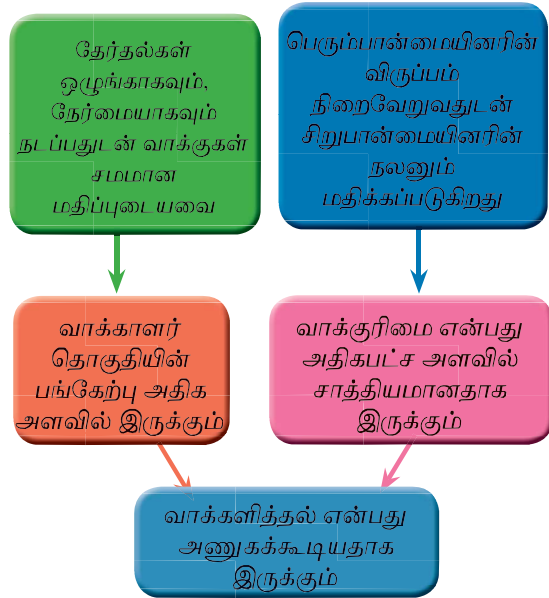 தேர்தல்கள்
ஒழுங்காகவும்,
நேர்மையாகவும்
நடப்பதுடன் வாக்குகள்
சமமான
மதிப்புடையவை
பெரும்பான்மையினரின்
விருப்பம்
நிறைவேறுவதுடன்
சிறுபான்மையினரின்
நலனும்
மதிக்கப்படுகிறது
வாக்காளர்
தொகுதியின்
பங்கேற்பு அதிக
அளவில் இருக்கும்
வாக்குரிமை என்பது
அதிகபட்ச அளவில்
சாத்தியமானதாக
இருக்கும்
வாக்களித்தல் என்பது
அணுகக்கூடியதாக
இருக்கும்